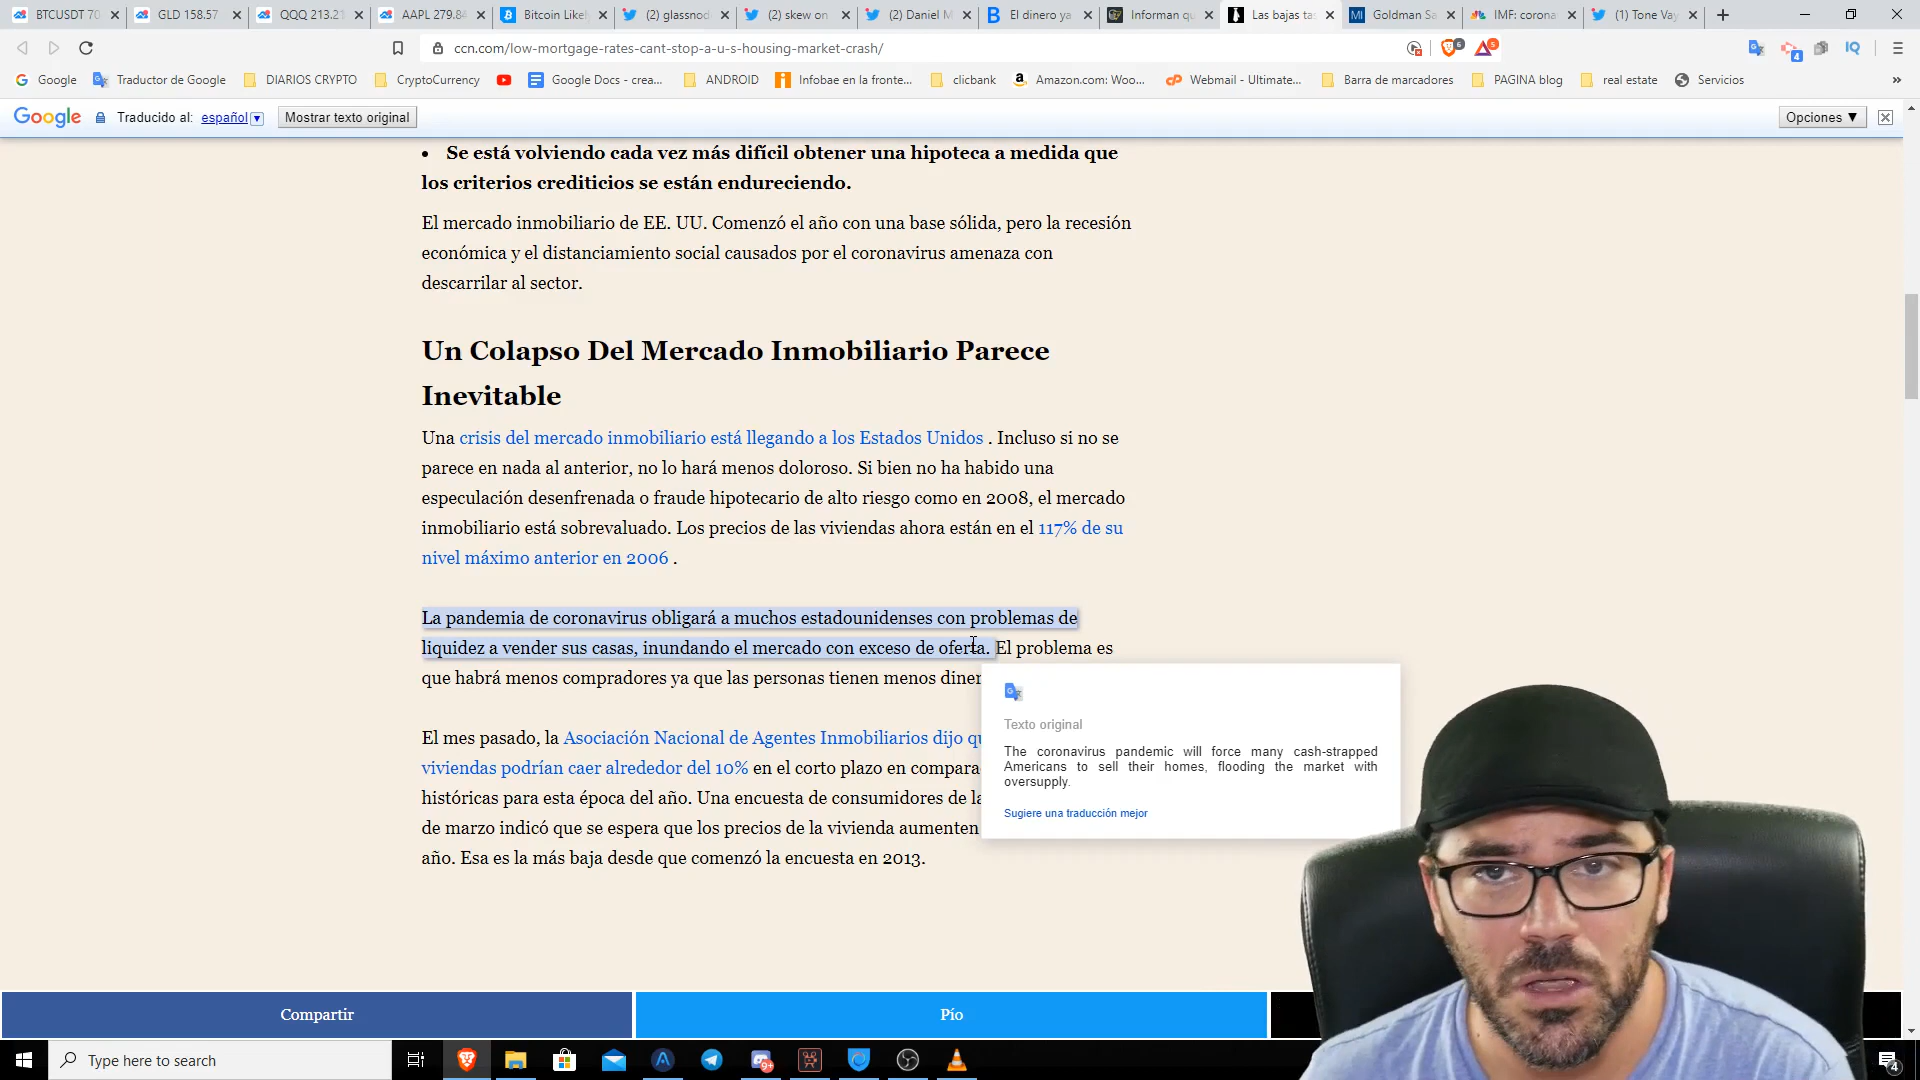 BTCUSDT 70
GLD 158.57
QQQ 213.21
AAPL 279.84
Bitcoin Likel
(2) glassnod
(2) skew on
(2) Daniel M
El dinero ya
Informan qu
Las bajas tas
Goldman Sa
IMF: corona
(1) Tone Vay
ccn.com/low-mortgage-rates-cant-stop-a-u-s-housing-market-crash/
6
5
4
IQ
Google
Traductor de Google
DIARIOS CRYPTO
CryptoCurrency
Google Docs - crea...
ANDROID
Infobae en la fronte...
clicbank
Amazon.com: Woo...
Webmail - Ultimate...
Barra de marcadores
PAGINA blog
real estate
Servicios
»
Google Traducido al: español ▼ Mostrar texto original
Opciones ▼
• Se está volviendo cada vez más difícil obtener una hipoteca a medida que
los criterios crediticios se están endureciendo.
El mercado inmobiliario de EE. UU. Comenzó el año con una base sólida, pero la recesión
económica y el distanciamiento social causados por el coronavirus amenaza con
descarrilar al sector.
Un Colapso Del Mercado Inmobiliario Parece
Inevitable
Una crisis del mercado inmobiliario está llegando a los Estados Unidos . Incluso si no se
parece en nada al anterior, no lo hará menos doloroso. Si bien no ha habido una
especulación desenfrenada o fraude hipotecario de alto riesgo como en 2008, el mercado
inmobiliario está sobrevaluado. Los precios de las viviendas ahora están en el 117% de su
nivel máximo anterior en 2006 .
La pandemia de coronavirus obligará a muchos estadounidenses con problemas de
liquidez a vender sus casas, inundando el mercado con exceso de oferta. El problema es
que habrá menos compradores ya que las personas tienen menos diner
El mes pasado, la Asociación Nacional de Agentes Inmobiliarios dijo qu
viviendas podrían caer alrededor del 10% en el corto plazo en compara
históricas para esta época del año. Una encuesta de consumidores de la
de marzo indicó que se espera que los precios de la vivienda aumenten
año. Esa es la más baja desde que comenzó la encuesta en 2013.
Texto original
The coronavirus pandemic will force many cash-strapped
Americans to sell their homes, flooding the market with
oversupply.
Sugiere una traducción mejor
Compartir
Pío
Type here to search
9+
4